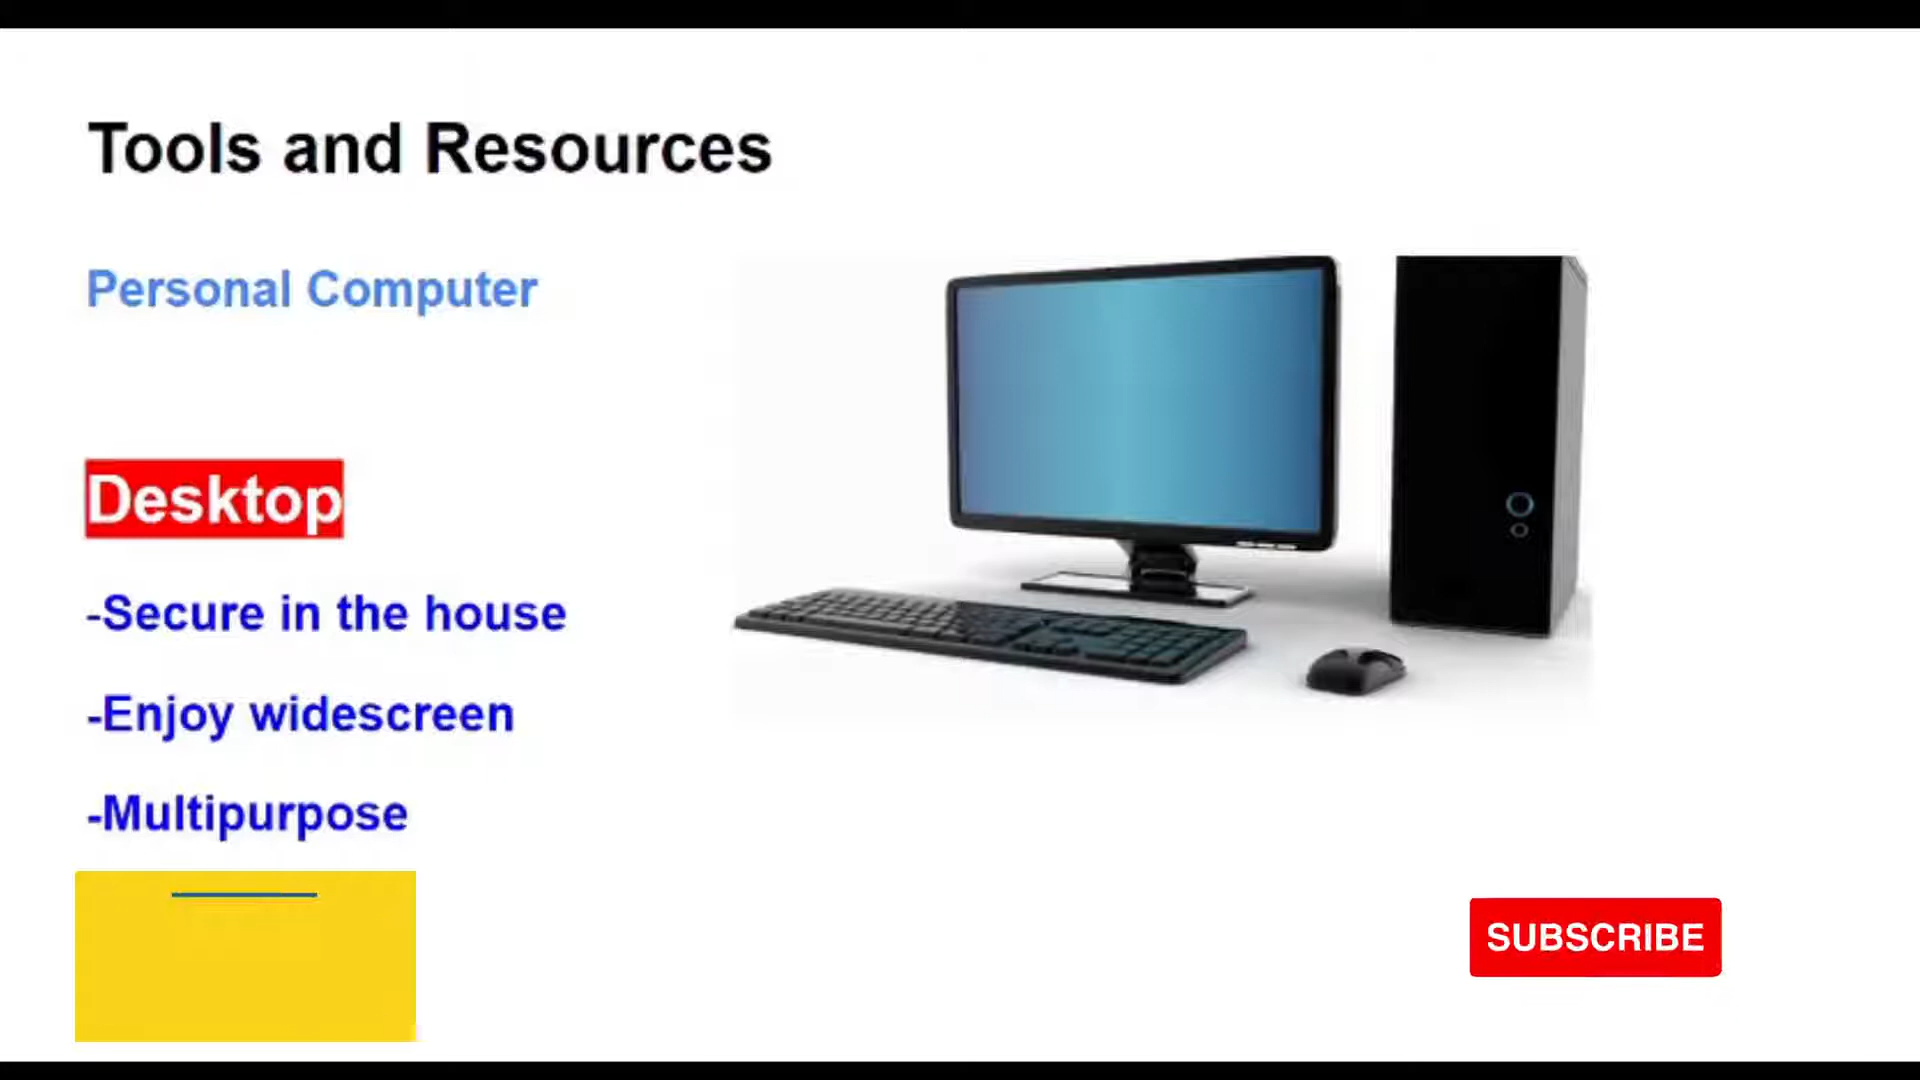 Tools and Resources
Personal Computer
Desktop
-Secure in the house
-Enjoy widescreen
-Multipurpose
SUBSCRIBE